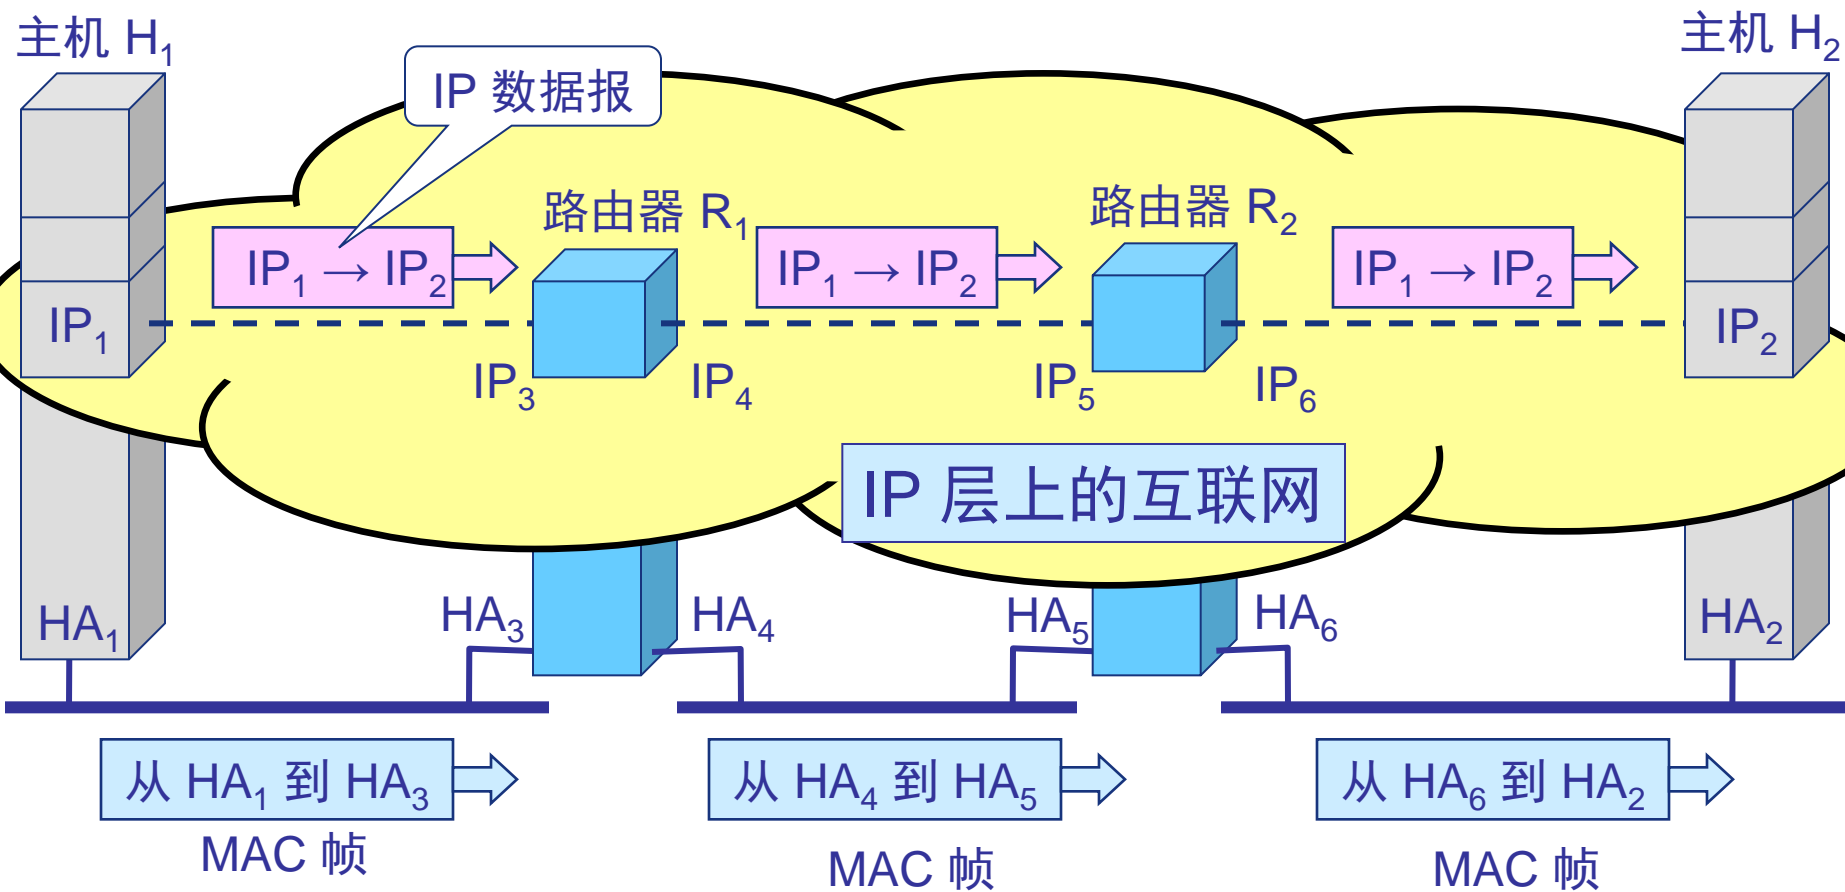 主机 H₁
主机 H₂
IP 数据报
路由器 R₁
路由器 R₂
IP₁ → IP₂
IP₁ → IP₂
IP₁ → IP₂
IP₁
IP₂
IP₃
IP₄
IP₅
IP₆
IP 层上的互联网
HA₁
HA₃
HA₄
HA₅
HA₆
HA₂
从 HA₁ 到 HA₃
从 HA₄ 到 HA₅
从 HA₆ 到 HA₂
MAC 帧
MAC 帧
MAC 帧